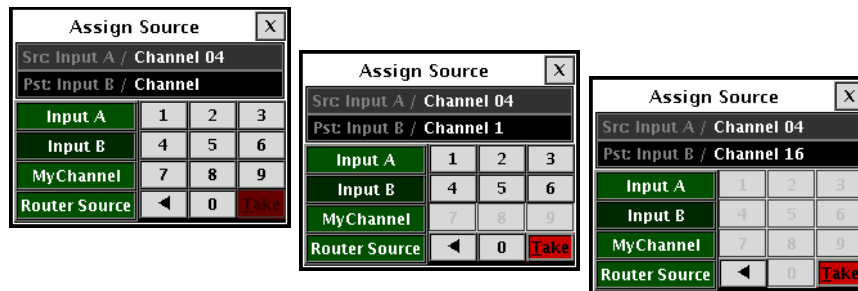 Assign Source X
Src: Input A / Channel 04
Pst: Input B / Channel
Input A 1 2 3
Input B 4 5 6
MyChannel 7 8 9
Router Source ◀ 0 Take
Assign Source X
Src: Input A / Channel 04
Pst: Input B / Channel 1
Input A 1 2 3
Input B 4 5 6
MyChannel 7 8 9
Router Source ◀ 0 Take
Assign Source X
Src: Input A / Channel 04
Pst: Input B / Channel 16
Input A 1 2 3
Input B 4 5 6
MyChannel 7 8 9
Router Source ◀ 0 Take